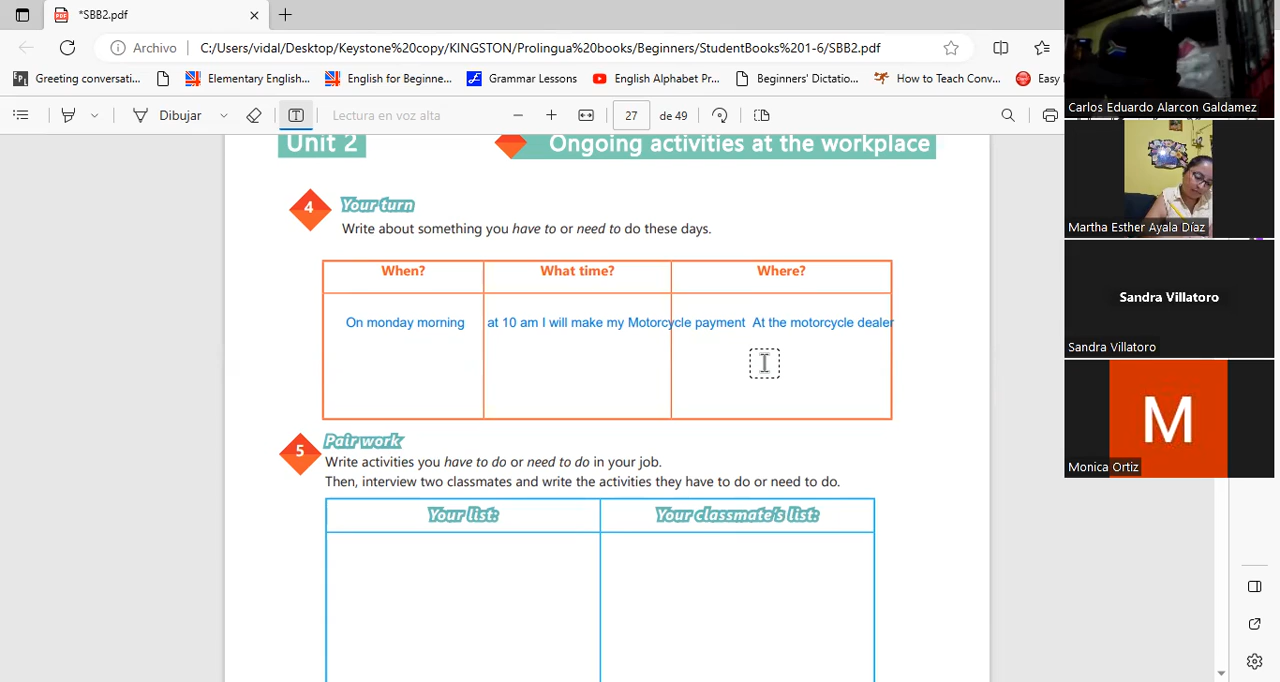 *SBB2.pdf
Archivo
C:/Users/vidal/Desktop/Keystone%20copy/KINGSTON/Prolingua%20books/Beginners/StudentBooks%201-6/SBB2.pdf
Greeting conversati...
Elementary English...
English for Beginne...
Grammar Lessons
English Alphabet Pr...
Beginners' Dictatio...
How to Teach Conv...
Easy
Dibujar
Lectura en voz alta
27
de 49
Unit 2
Ongoing activities at the workplace
4
Your turn
Write about something you have to or need to do these days.
When?
What time?
Where?
On monday morning
at 10 am I will make my Motorcycle payment
At the motorcycle dealer
5
Pair work
Write activities you have to do or need to do in your job.
Then, interview two classmates and write the activities they have to do or need to do.
Your list:
Your classmate's list:
Carlos Eduardo Alarcon Galdamez
Martha Esther Ayala Díaz
Sandra Villatoro
Sandra Villatoro
M
Monica Ortiz